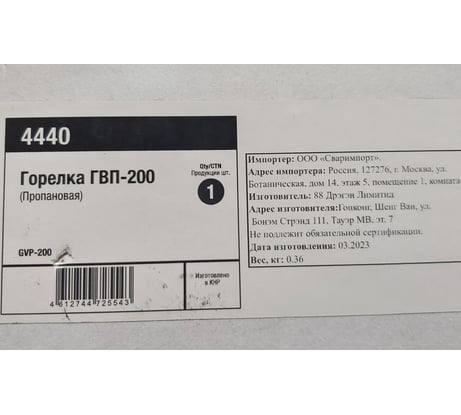 4440
Горелка ГВП-200
(Пропановая)
Qty/CTN
Продукции шт.
1
GVP-200
Изготовлено
в КНР
4 612744 725543
Импортер: ООО «Сваримпорт».
Адрес импортера: Россия, 127276, г. Москва, ул.
Ботаническая, дом 14, этаж 5, помещение 1, комната
Изготовитель: 88 Дрэгэн Лимитид
Адрес изготовителя:Гонконг, Шенг Ван, ул.
Бонэм Стрэнд 111, Тауэр МВ, эт. 7
Не подлежит обязательной сертификации.
Дата изготовления: 03.2023
Вес, кг: 0.36